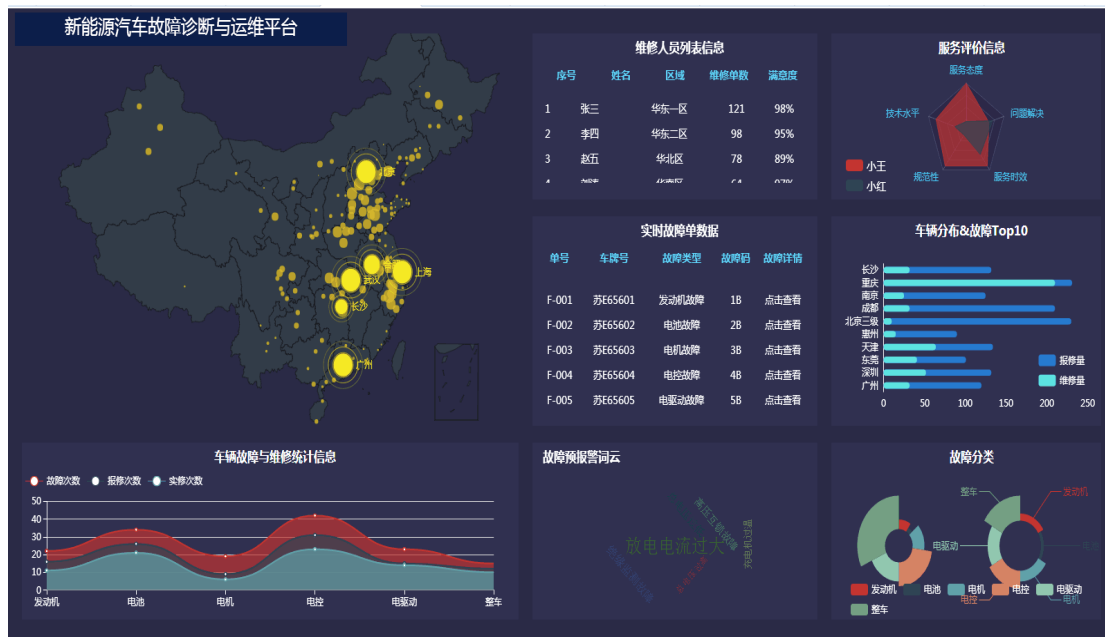 新能源汽车故障诊断与运维平台
北京
上海
武汉
长沙
广州
维修人员列表信息
序号 姓名 区域 维修单数 满意度
1 张三 华东一区 121 98%
2 李四 华东二区 98 95%
3 赵五 华北区 78 89%
服务评价信息
服务态度
技术水平
问题解决
规范性
服务时效
小王
小红
实时故障单数据
单号 车牌号 故障类型 故障码 故障详情
F-001 苏E65601 发动机故障 1B 点击查看
F-002 苏E65602 电池故障 2B 点击查看
F-003 苏E65603 电机故障 3B 点击查看
F-004 苏E65604 电控故障 4B 点击查看
F-005 苏E65605 电驱动故障 5B 点击查看
车辆分布&故障Top10
长沙
重庆
南京
成都
北京三级
惠州
天津
东莞
深圳
广州
报修量
维修量
0 50 100 150 200 250
车辆故障与维修统计信息
故障次数 报修次数 实修次数
50
40
30
20
10
0
发动机 电池 电机 电控 电驱动 整车
故障预报警词云
高压互锁故障
放电电流过大
充电机过温
故障分类
整车
发动机
电驱动
电控
电机
发动机 电池 电机 电控 电驱动
整车